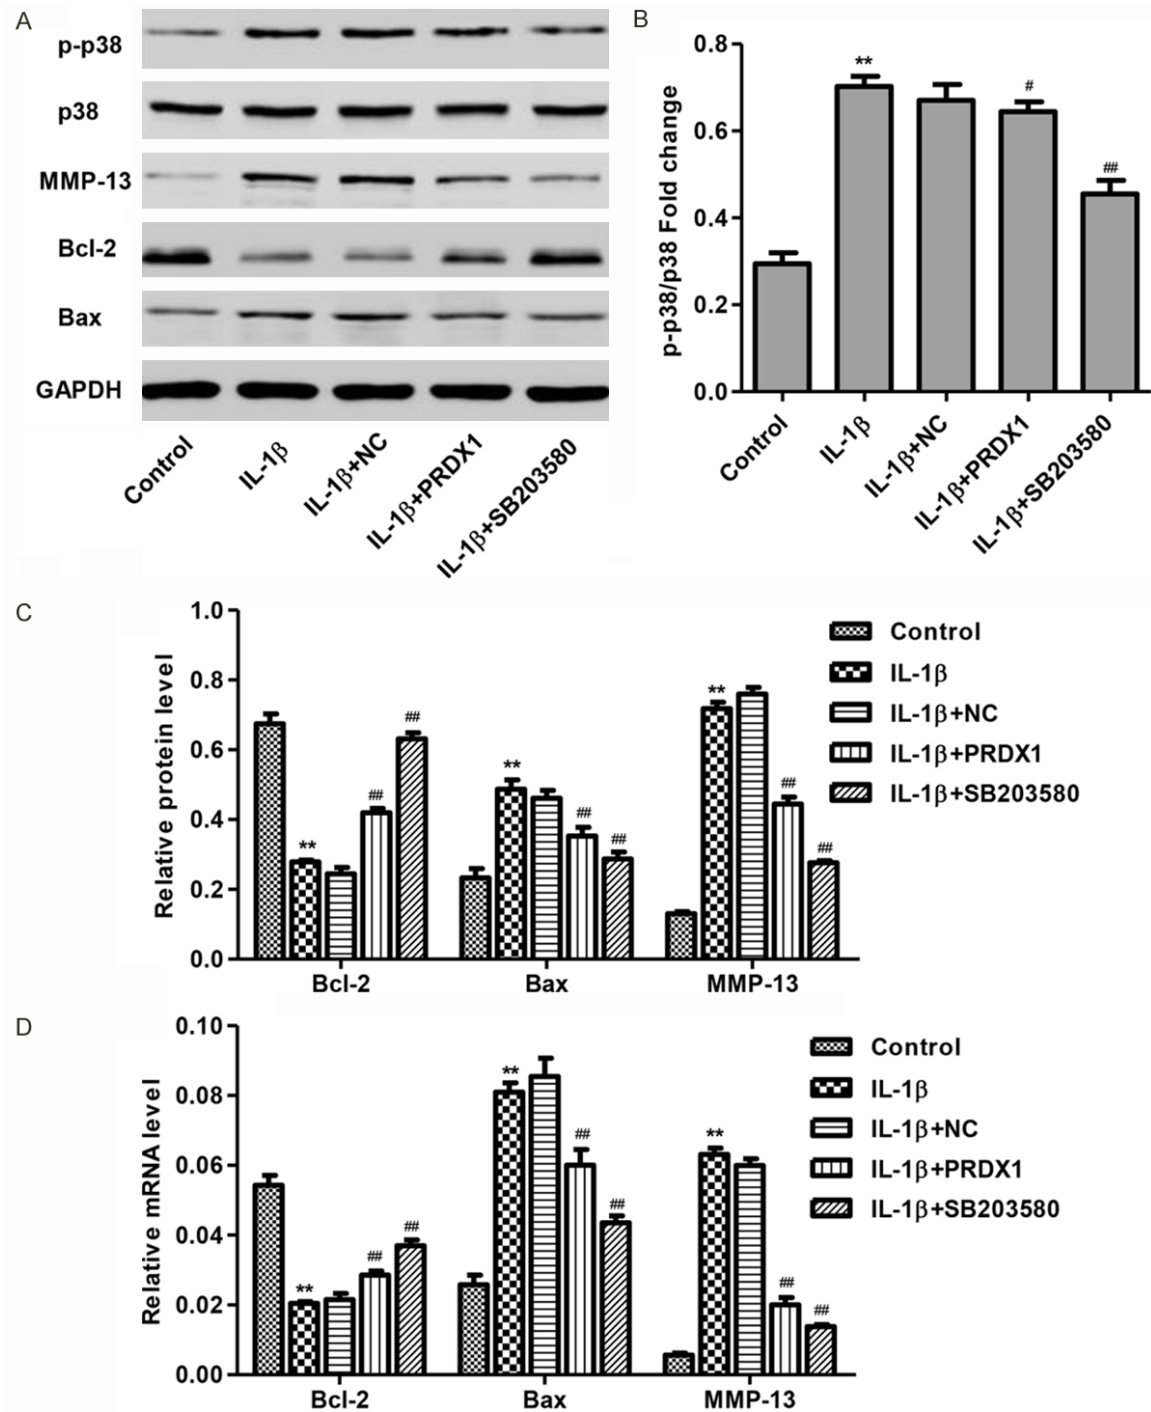 A
p-p38
p38
MMP-13
Bcl-2
Bax
GAPDH
Control
IL-1β
IL-1β+NC
IL-1β+PRDX1
IL-1β+SB203580
B
p-p38/p38 Fold change
0.8
0.6
0.4
0.2
0.0
**
#
##
Control
IL-1β
IL-1β+NC
IL-1β+PRDX1
IL-1β+SB203580
C
Relative protein level
1.0
0.8
0.6
0.4
0.2
0.0
**
##
##
**
##
##
**
##
##
Bcl-2
Bax
MMP-13
Control
IL-1β
IL-1β+NC
IL-1β+PRDX1
IL-1β+SB203580
D
Relative mRNA level
0.10
0.08
0.06
0.04
0.02
0.00
**
##
##
**
##
##
**
##
##
Bcl-2
Bax
MMP-13
Control
IL-1β
IL-1β+NC
IL-1β+PRDX1
IL-1β+SB203580